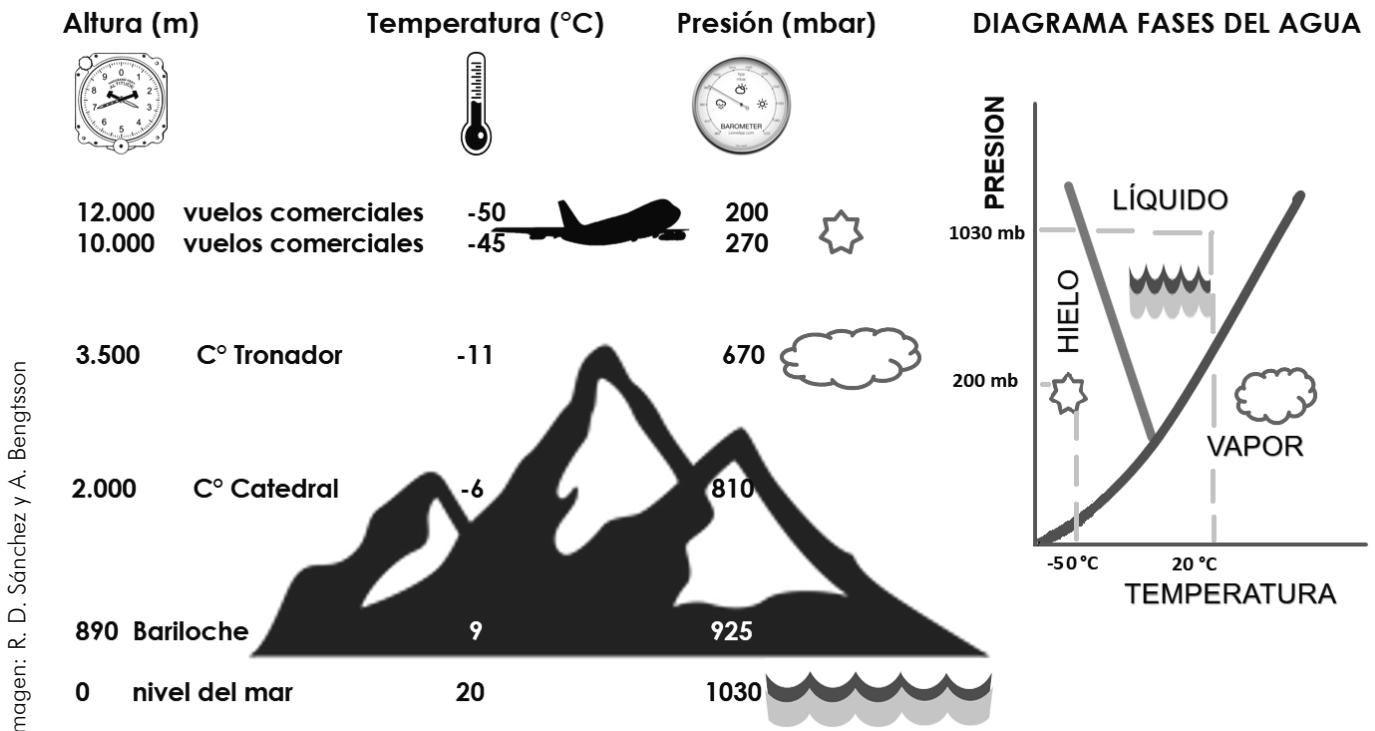 Altura (m) Temperatura (°C) Presión (mbar) DIAGRAMA FASES DEL AGUA
BAROMETER
12.000 vuelos comerciales -50 200
10.000 vuelos comerciales -45 270
3.500 C° Tronador -11 670
2.000 C° Catedral -6 810
890 Bariloche 9 925
0 nivel del mar 20 1030
PRESION
1030 mb
200 mb
HIELO
LÍQUIDO
VAPOR
-50 °C 20 °C
TEMPERATURA
magen: R. D. Sánchez y A. Bengtsson